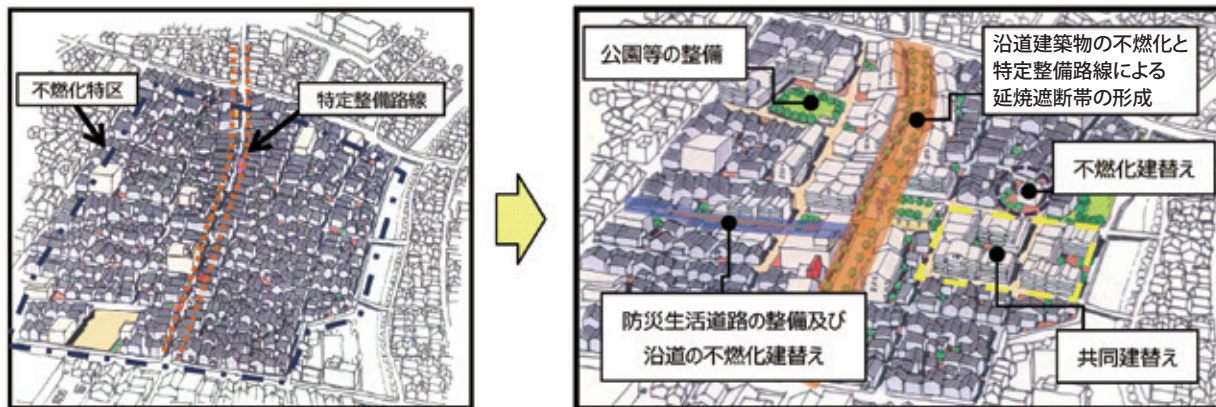 不燃化特区
特定整備路線
公園等の整備
沿道建築物の不燃化と
特定整備路線による
延焼遮断帯の形成
不燃化建替え
防災生活道路の整備及び
沿道の不燃化建替え
共同建替え